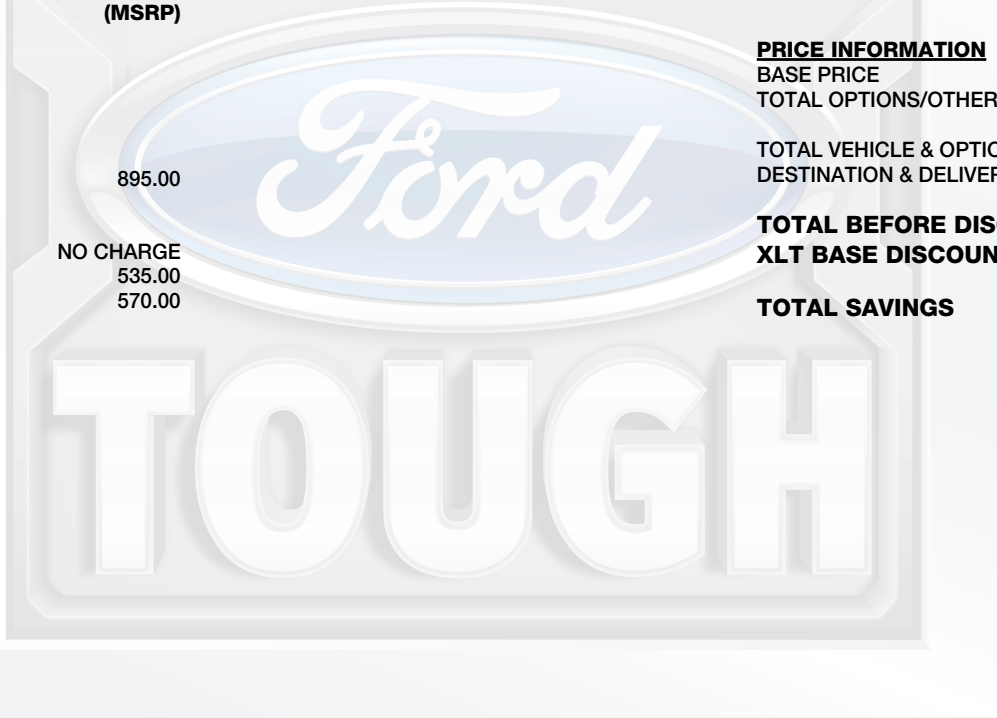 (MSRP)
895.00
NO CHARGE
535.00
570.00
PRICE INFORMATION
BASE PRICE
TOTAL OPTIONS/OTHER
TOTAL VEHICLE & OPTIO
DESTINATION & DELIVER
TOTAL BEFORE DIS
XLT BASE DISCOUN
TOTAL SAVINGS
Ford
TOUGH